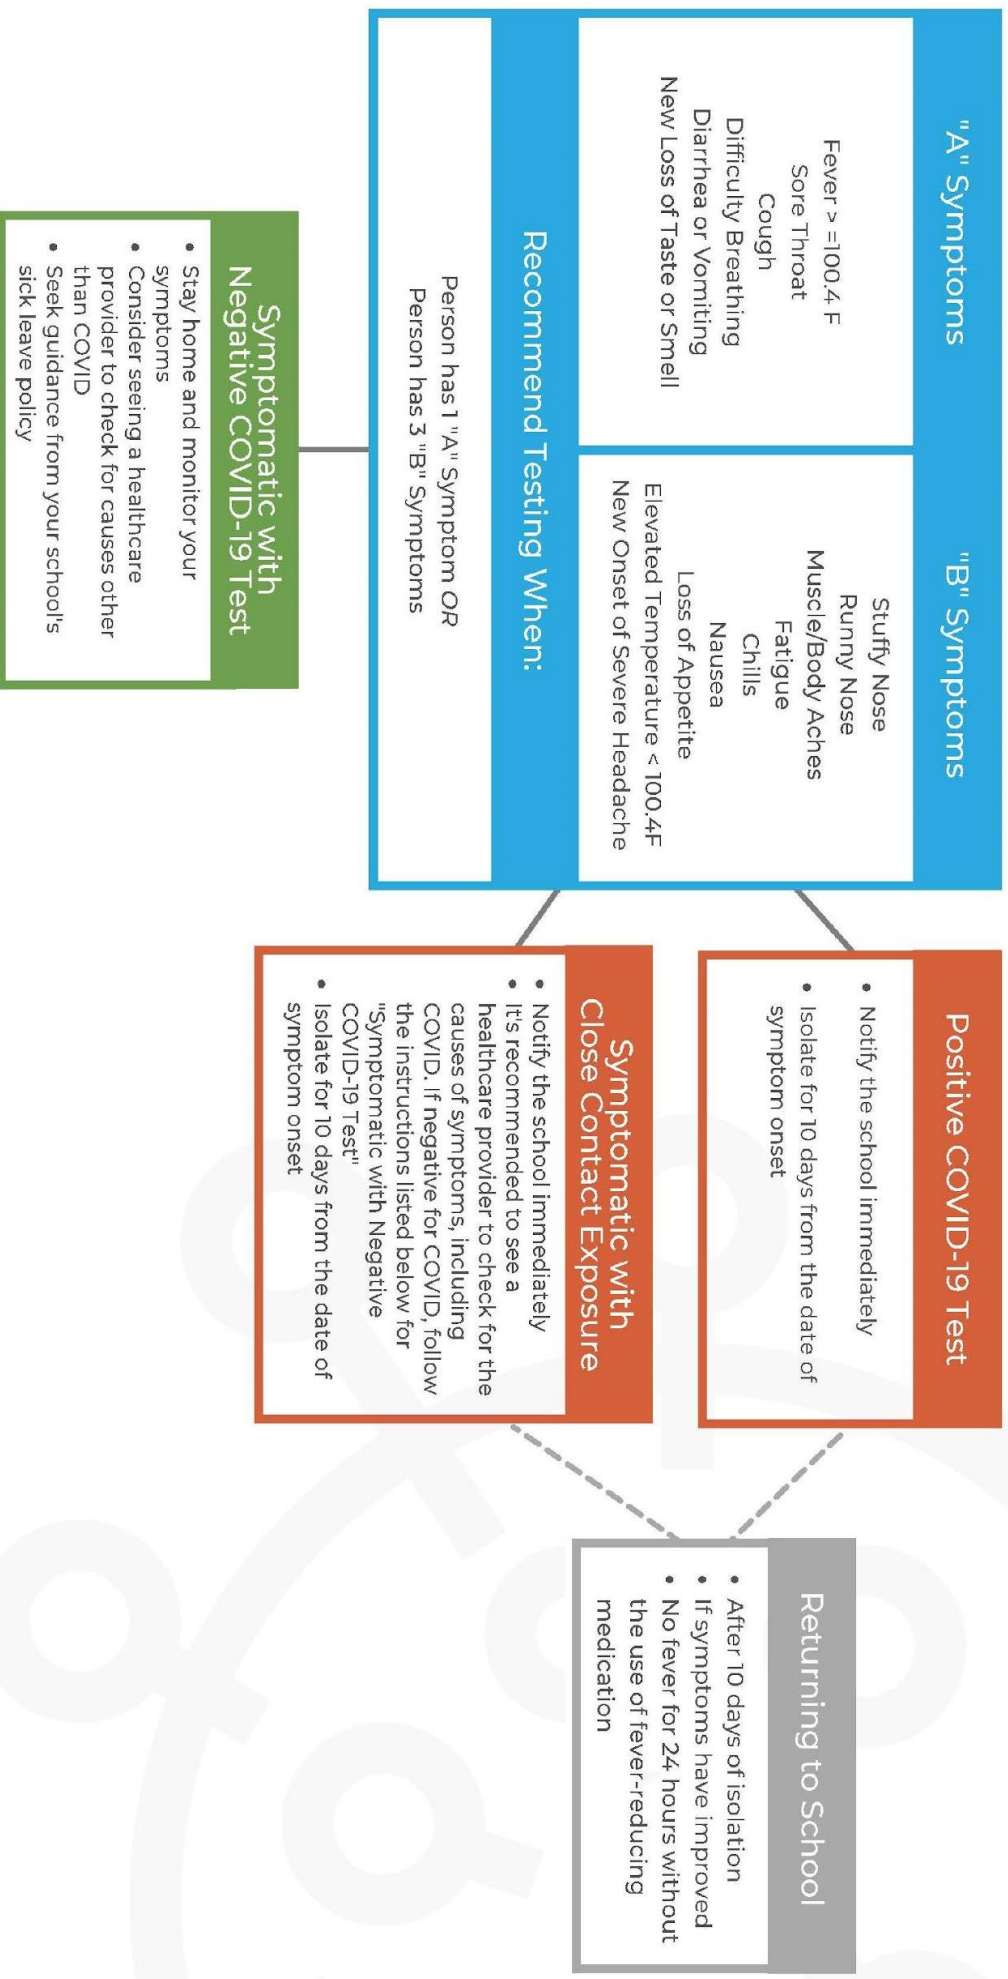 "A" Symptoms
Fever > =100.4 F
Sore Throat
Cough
Difficulty Breathing
Diarrhea or Vomiting
New Loss of Taste or Smell
"B" Symptoms
Stuffy Nose
Runny Nose
Muscle/Body Aches
Fatigue
Chills
Nausea
Loss of Appetite
Elevated Temperature < 100.4F
New Onset of Severe Headache
Recommend Testing When:
Person has 1 "A" Symptom OR
Person has 3 "B" Symptoms
Positive COVID-19 Test
• Notify the school immediately
• Isolate for 10 days from the date of
symptom onset
Symptomatic with
Close Contact Exposure
• Notify the school immediately
• It's recommended to see a
healthcare provider to check for the
causes of symptoms, including
COVID. If negative for COVID, follow
the instructions listed below for
"Symptomatic with Negative
COVID-19 Test"
• Isolate for 10 days from the date of
symptom onset
Returning to School
• After 10 days of isolation
• If symptoms have improved
• No fever for 24 hours without
the use of fever-reducing
medication
Symptomatic with
Negative COVID-19 Test
• Stay home and monitor your
symptoms
• Consider seeing a healthcare
provider to check for causes other
than COVID
• Seek guidance from your school's
sick leave policy